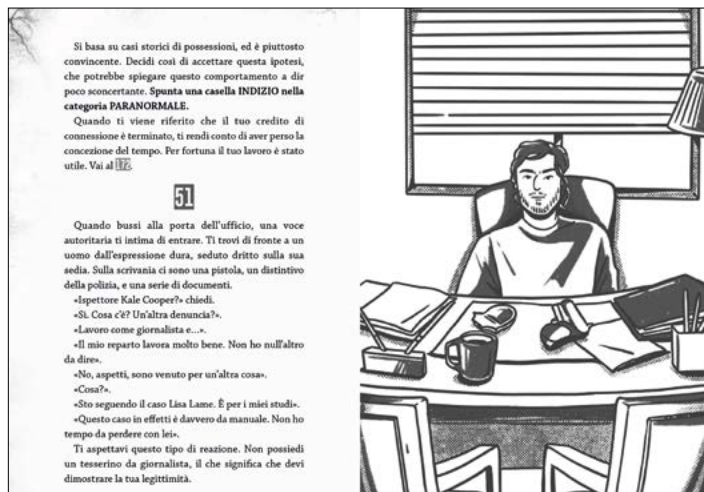 Si basa su casi storici di possessioni, ed è piuttosto
convincente. Decidi così di accettare questa ipotesi,
che potrebbe spiegare questo comportamento a dir
poco sconcertante. Spunta una casella INDIZIO nella
categoria PARANORMALE.
Quando ti viene riferito che il tuo credito di
connessione è terminato, ti rendi conto di aver perso la
concezione del tempo. Per fortuna il tuo lavoro è stato
utile. Vai al
51
Quando bussi alla porta dell'ufficio, una voce
autoritaria ti intima di entrare. Ti trovi di fronte a un
uomo dall'espressione dura, seduto dritto sulla sua
sedia. Sulla scrivania ci sono una pistola, un distintivo
della polizia, e una serie di documenti.
«Ispettore Kale Cooper?» chiedi.
«Sì. Cosa c'è? Un'altra denuncia?».
«Lavoro come giornalista e...».
«Il mio reparto lavora molto bene. Non ho null'altro
da dire».
«No, aspetti, sono venuto per un'altra cosa».
«Cosa?».
«Sto seguendo il caso Lisa Lame. È per i miei studi».
«Questo caso in effetti è davvero da manuale. Non ho
tempo da perdere con lei».
Ti aspettavi questo tipo di reazione. Non possiedi
un tesserino da giornalista, il che significa che devi
dimostrare la tua legittimità.